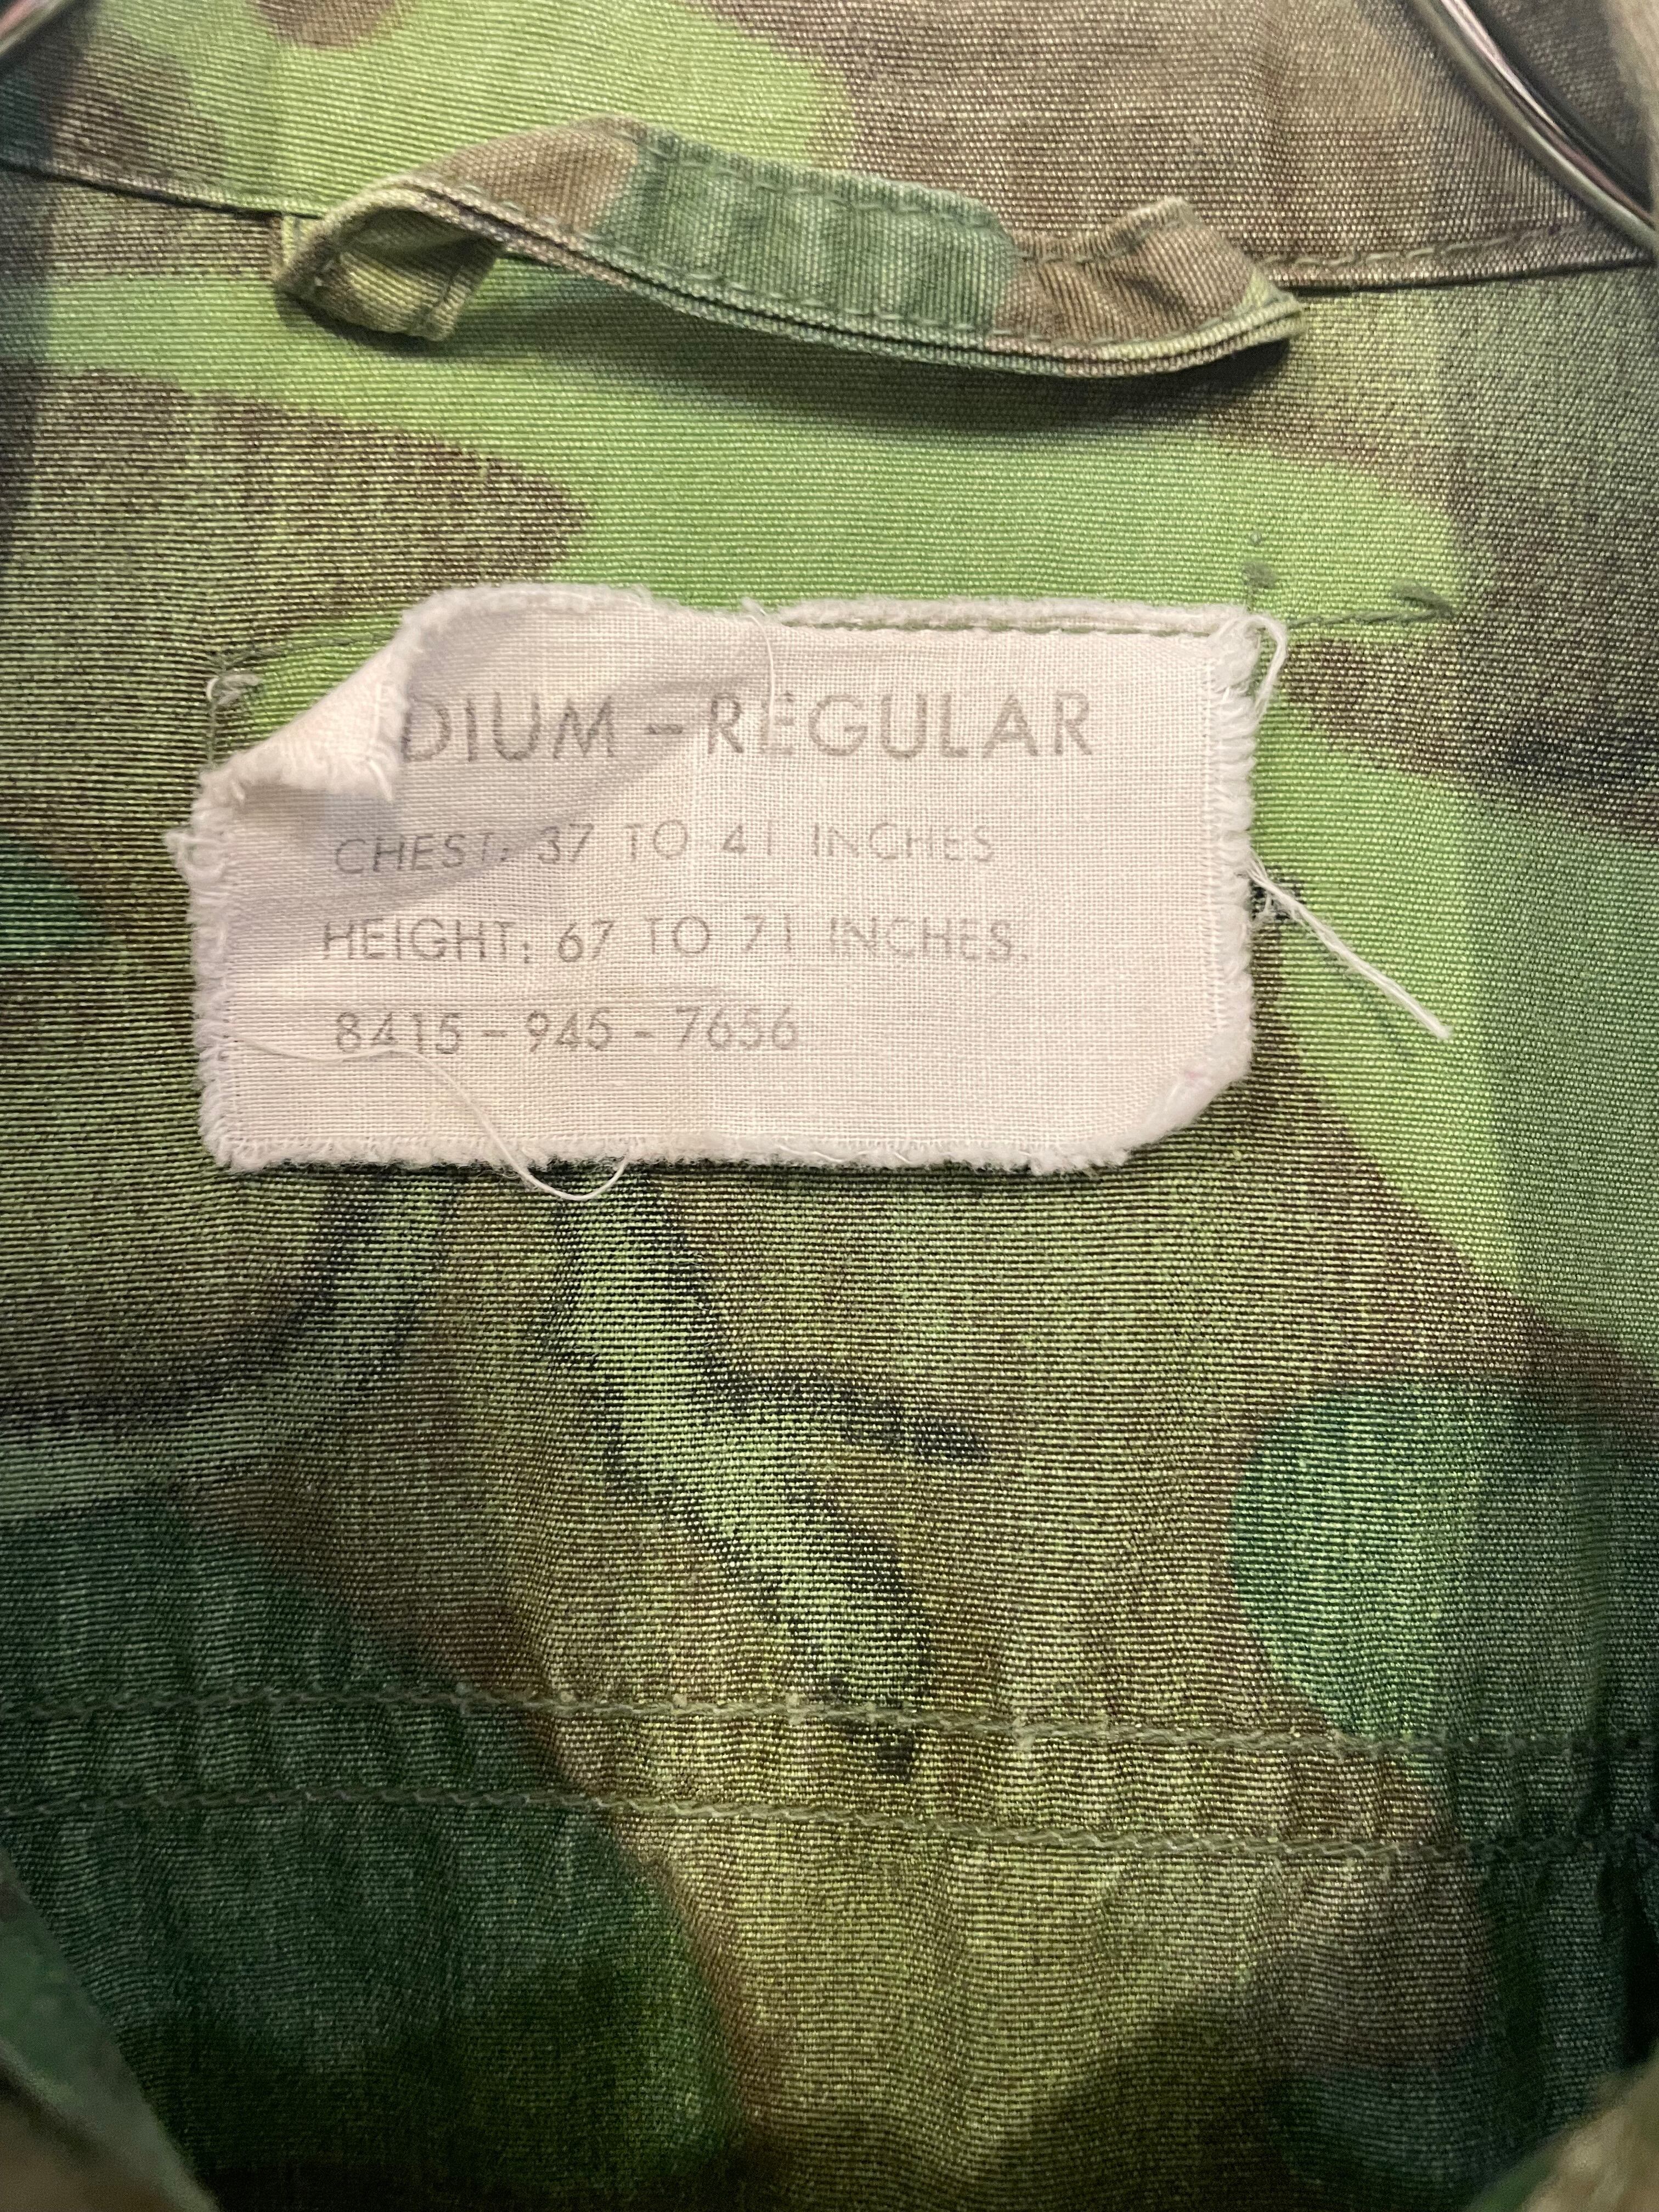 DIUM - REGULAR
CHEST: 37 TO 41 INCHES
HEIGHT: 67 TO 71 INCHES.
8415 - 945 - 7656